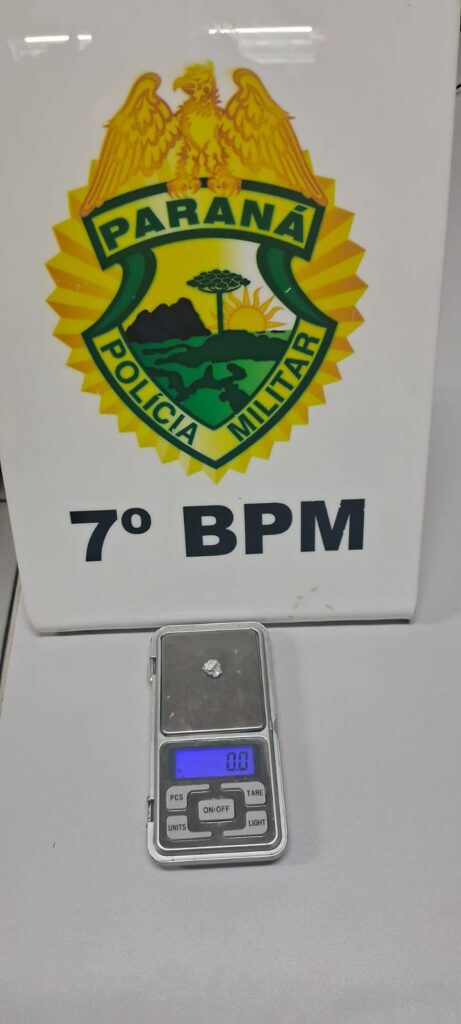 PARANÁ
POLÍCIA MILITAR
7º BPM
0.0
PCS
TARE
ON•OFF
UNITS
LIGHT